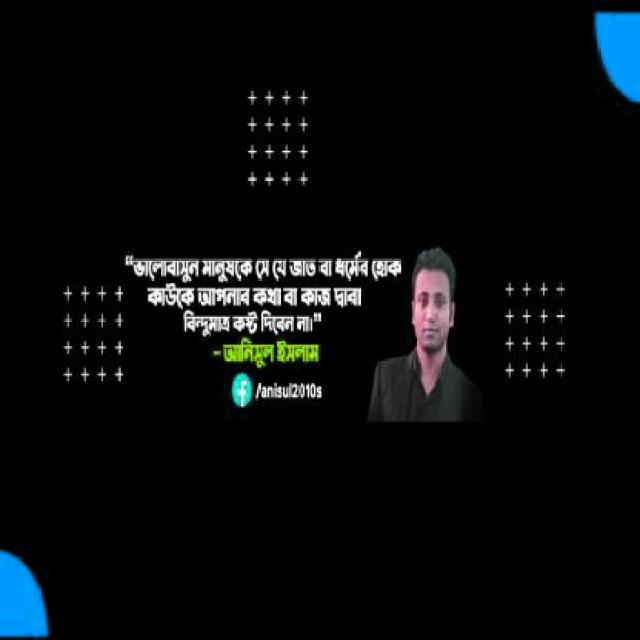 “ভালোবাসুন মানুষকে সে যে জাত বা ধর্মের হোক
কাউকে আপনার কথা বা কাজ দ্বারা
বিন্দুমাত্র কষ্ট দিবেন না।”
- আনিসুল ইসলাম
/anisul2010s